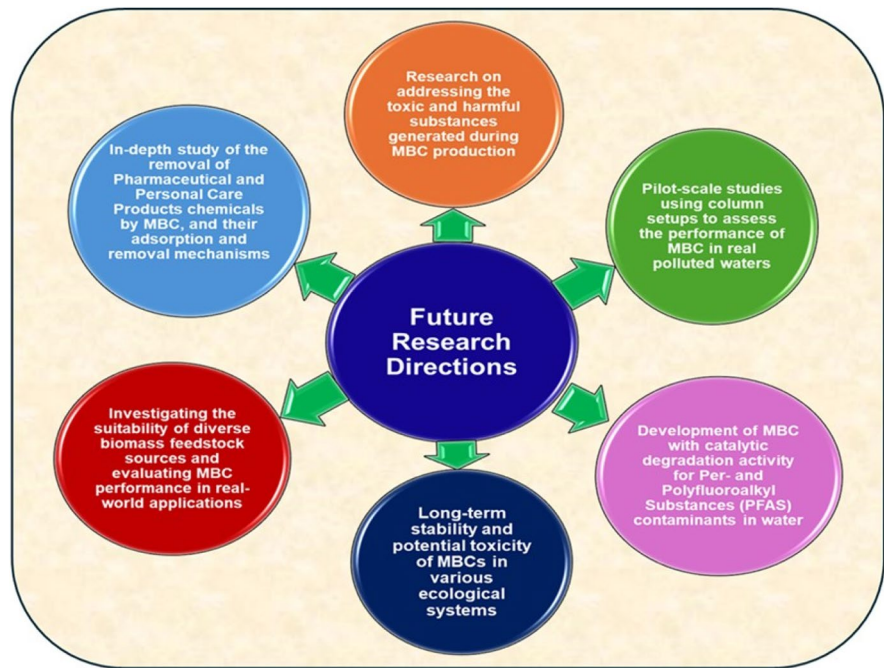 Research on
addressing the
toxic and harmful
substances
generated during
MBC production
In-depth study of the
removal of
Pharmaceutical and
Personal Care
Products chemicals
by MBC, and their
adsorption and
removal mechanisms
Pilot-scale studies
using column
setups to assess
the performance of
MBC in real
polluted waters
Future
Research
Directions
Investigating the
suitability of diverse
biomass feedstock
sources and
evaluating MBC
performance in real-
world applications
Development of MBC
with catalytic
degradation activity
for Per- and
Polyfluoroalkyl
Substances (PFAS)
contaminants in water
Long-term
stability and
potential toxicity
of MBCs in
various
ecological
systems